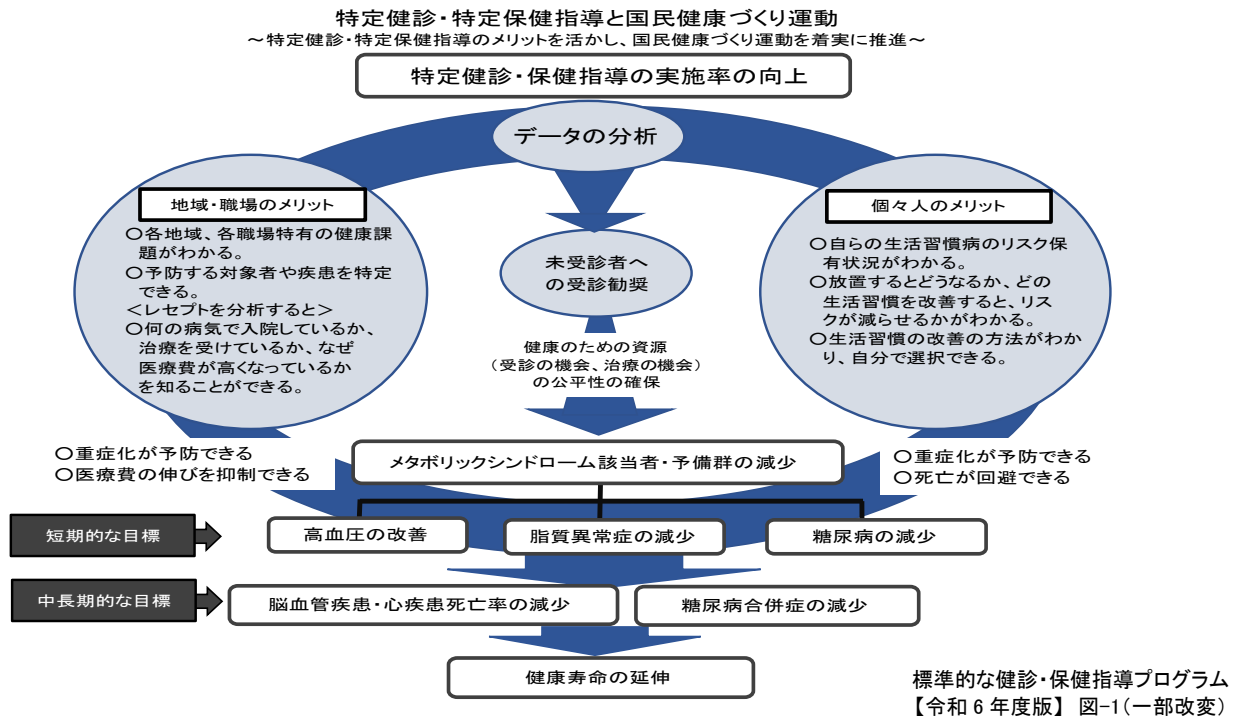 特定健診・特定保健指導と国民健康づくり運動
～特定健診・特定保健指導のメリットを活かし、国民健康づくり運動を着実に推進～
特定健診・保健指導の実施率の向上
データの分析
地域・職場のメリット
○各地域、各職場特有の健康課
題がわかる。
○予防する対象者や疾患を特定
できる。
＜レセプトを分析すると＞
○何の病気で入院しているか、
治療を受けているか、なぜ
医療費が高くなっているか
を知ることができる。
未受診者へ
の受診勧奨
個々人のメリット
○自らの生活習慣病のリスク保
有状況がわかる。
○放置するとどうなるか、どの
生活習慣を改善すると、リス
クが減らせるかがわかる。
○生活習慣の改善の方法がわか
り、自分で選択できる。
健康のための資源
（受診の機会、治療の機会）
の公平性の確保
○重症化が予防できる
○医療費の伸びを抑制できる
メタボリックシンドローム該当者・予備群の減少
○重症化が予防できる
○死亡が回避できる
短期的な目標
高血圧の改善
脂質異常症の減少
糖尿病の減少
中長期的な目標
脳血管疾患・心疾患死亡率の減少
糖尿病合併症の減少
健康寿命の延伸
標準的な健診・保健指導プログラム
【令和6年度版】 図-1（一部改変）